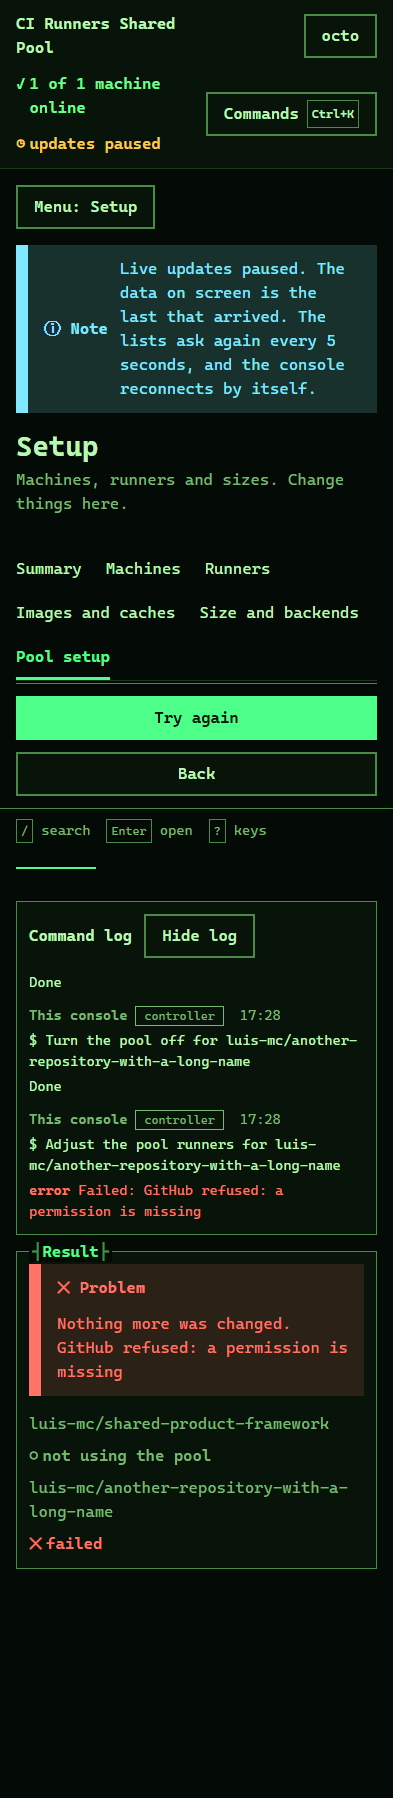 CI Runners Shared
Pool
octo
✓ 1 of 1 machine
online
Commands Ctrl+K
◷ updates paused
Menu: Setup
ⓘ Note
Live updates paused. The
data on screen is the
last that arrived. The
lists ask again every 5
seconds, and the console
reconnects by itself.
Setup
Machines, runners and sizes. Change
things here.
Summary Machines Runners
Images and caches Size and backends
Pool setup
Try again
Back
/ search Enter open ? keys
Command log Hide log
Done
This console controller 17:28
$ Turn the pool off for luis-mc/another-
repository-with-a-long-name
Done
This console controller 17:28
$ Adjust the pool runners for luis-
mc/another-repository-with-a-long-name
error Failed: GitHub refused: a
permission is missing
┤Result├
✕ Problem
Nothing more was changed.
GitHub refused: a permission is
missing
luis-mc/shared-product-framework
○ not using the pool
luis-mc/another-repository-with-a-
long-name
✕ failed